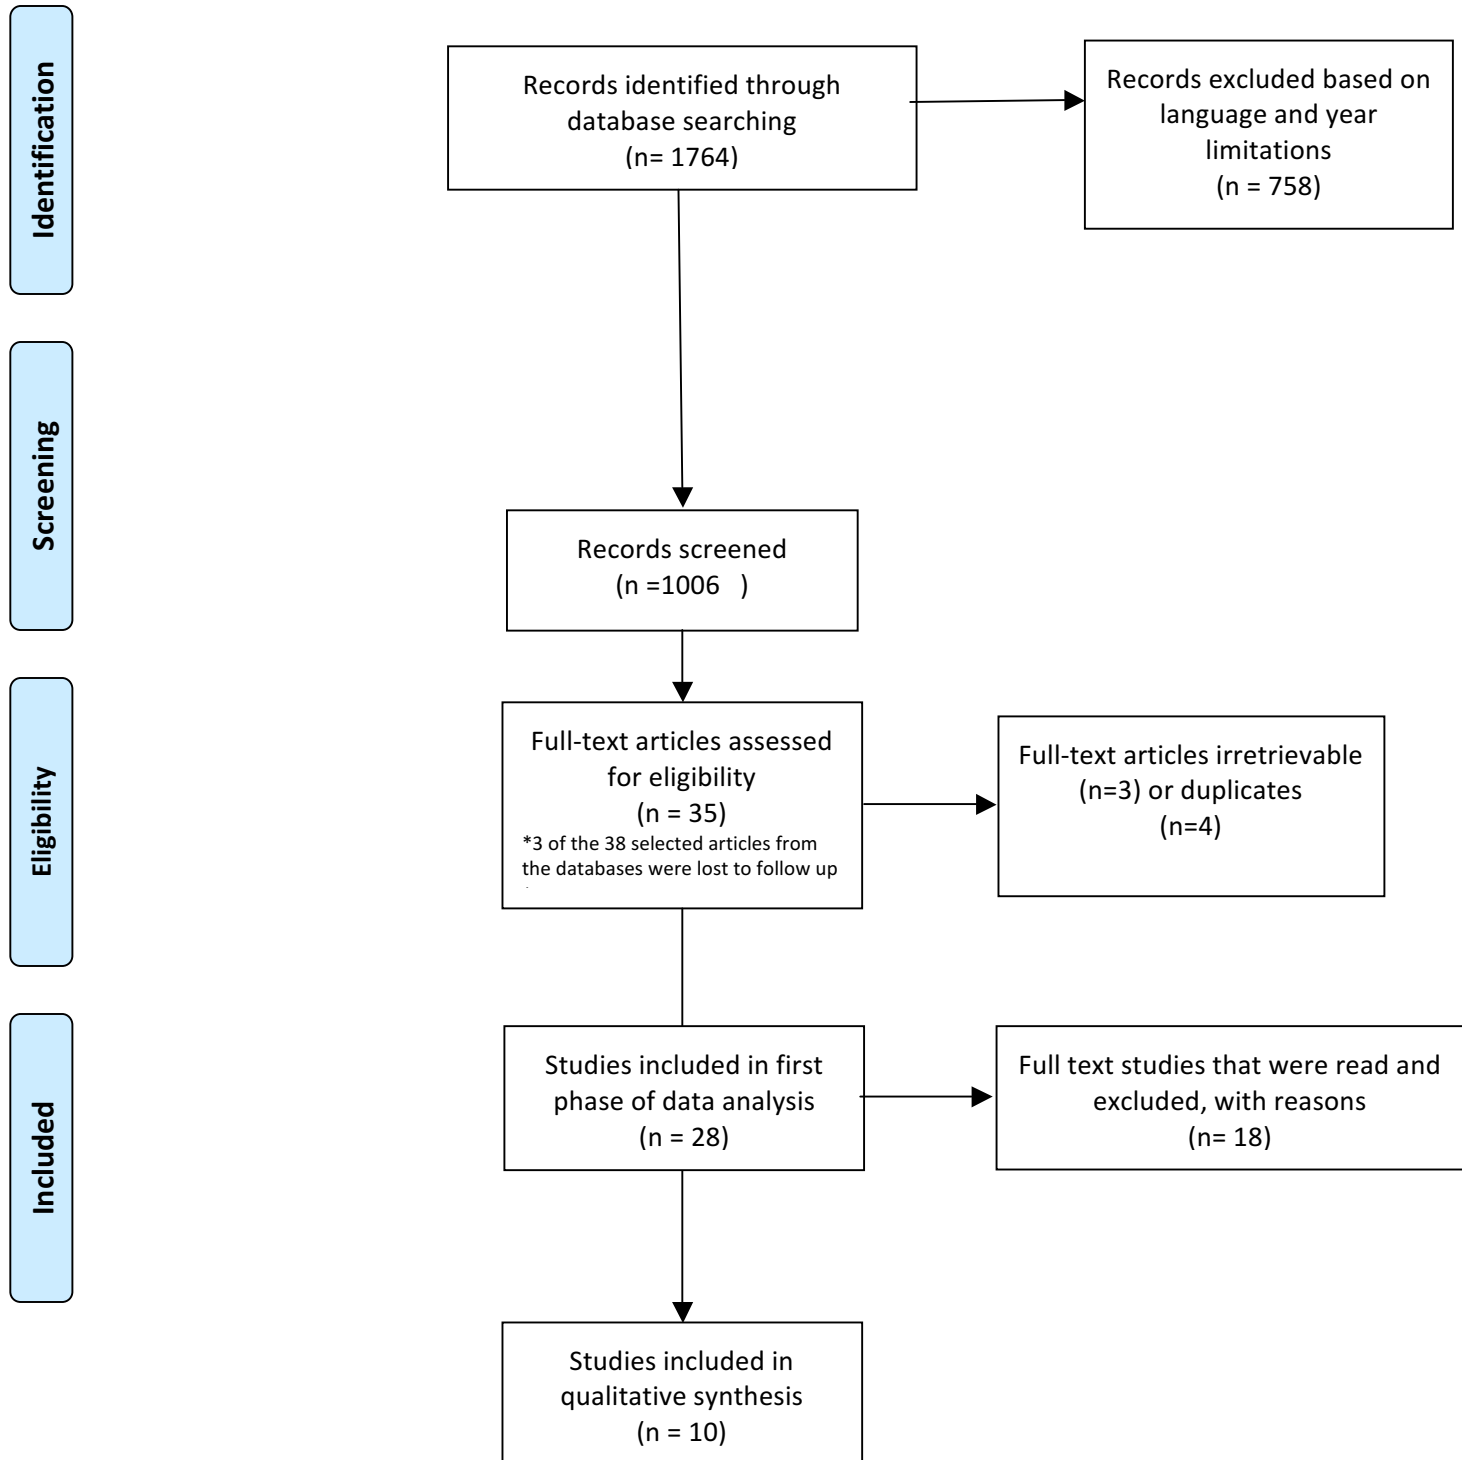 Identification
Records identified through
database searching
(n= 1764)
Records excluded based on
language and year
limitations
(n = 758)
Screening
Records screened
(n =1006   )
Eligibility
Full-text articles assessed
for eligibility
(n = 35)
*3 of the 38 selected articles from
the databases were lost to follow up
Full-text articles irretrievable
(n=3) or duplicates
(n=4)
Included
Studies included in first
phase of data analysis
(n = 28)
Full text studies that were read and
excluded, with reasons
(n= 18)
Studies included in
qualitative synthesis
(n = 10)